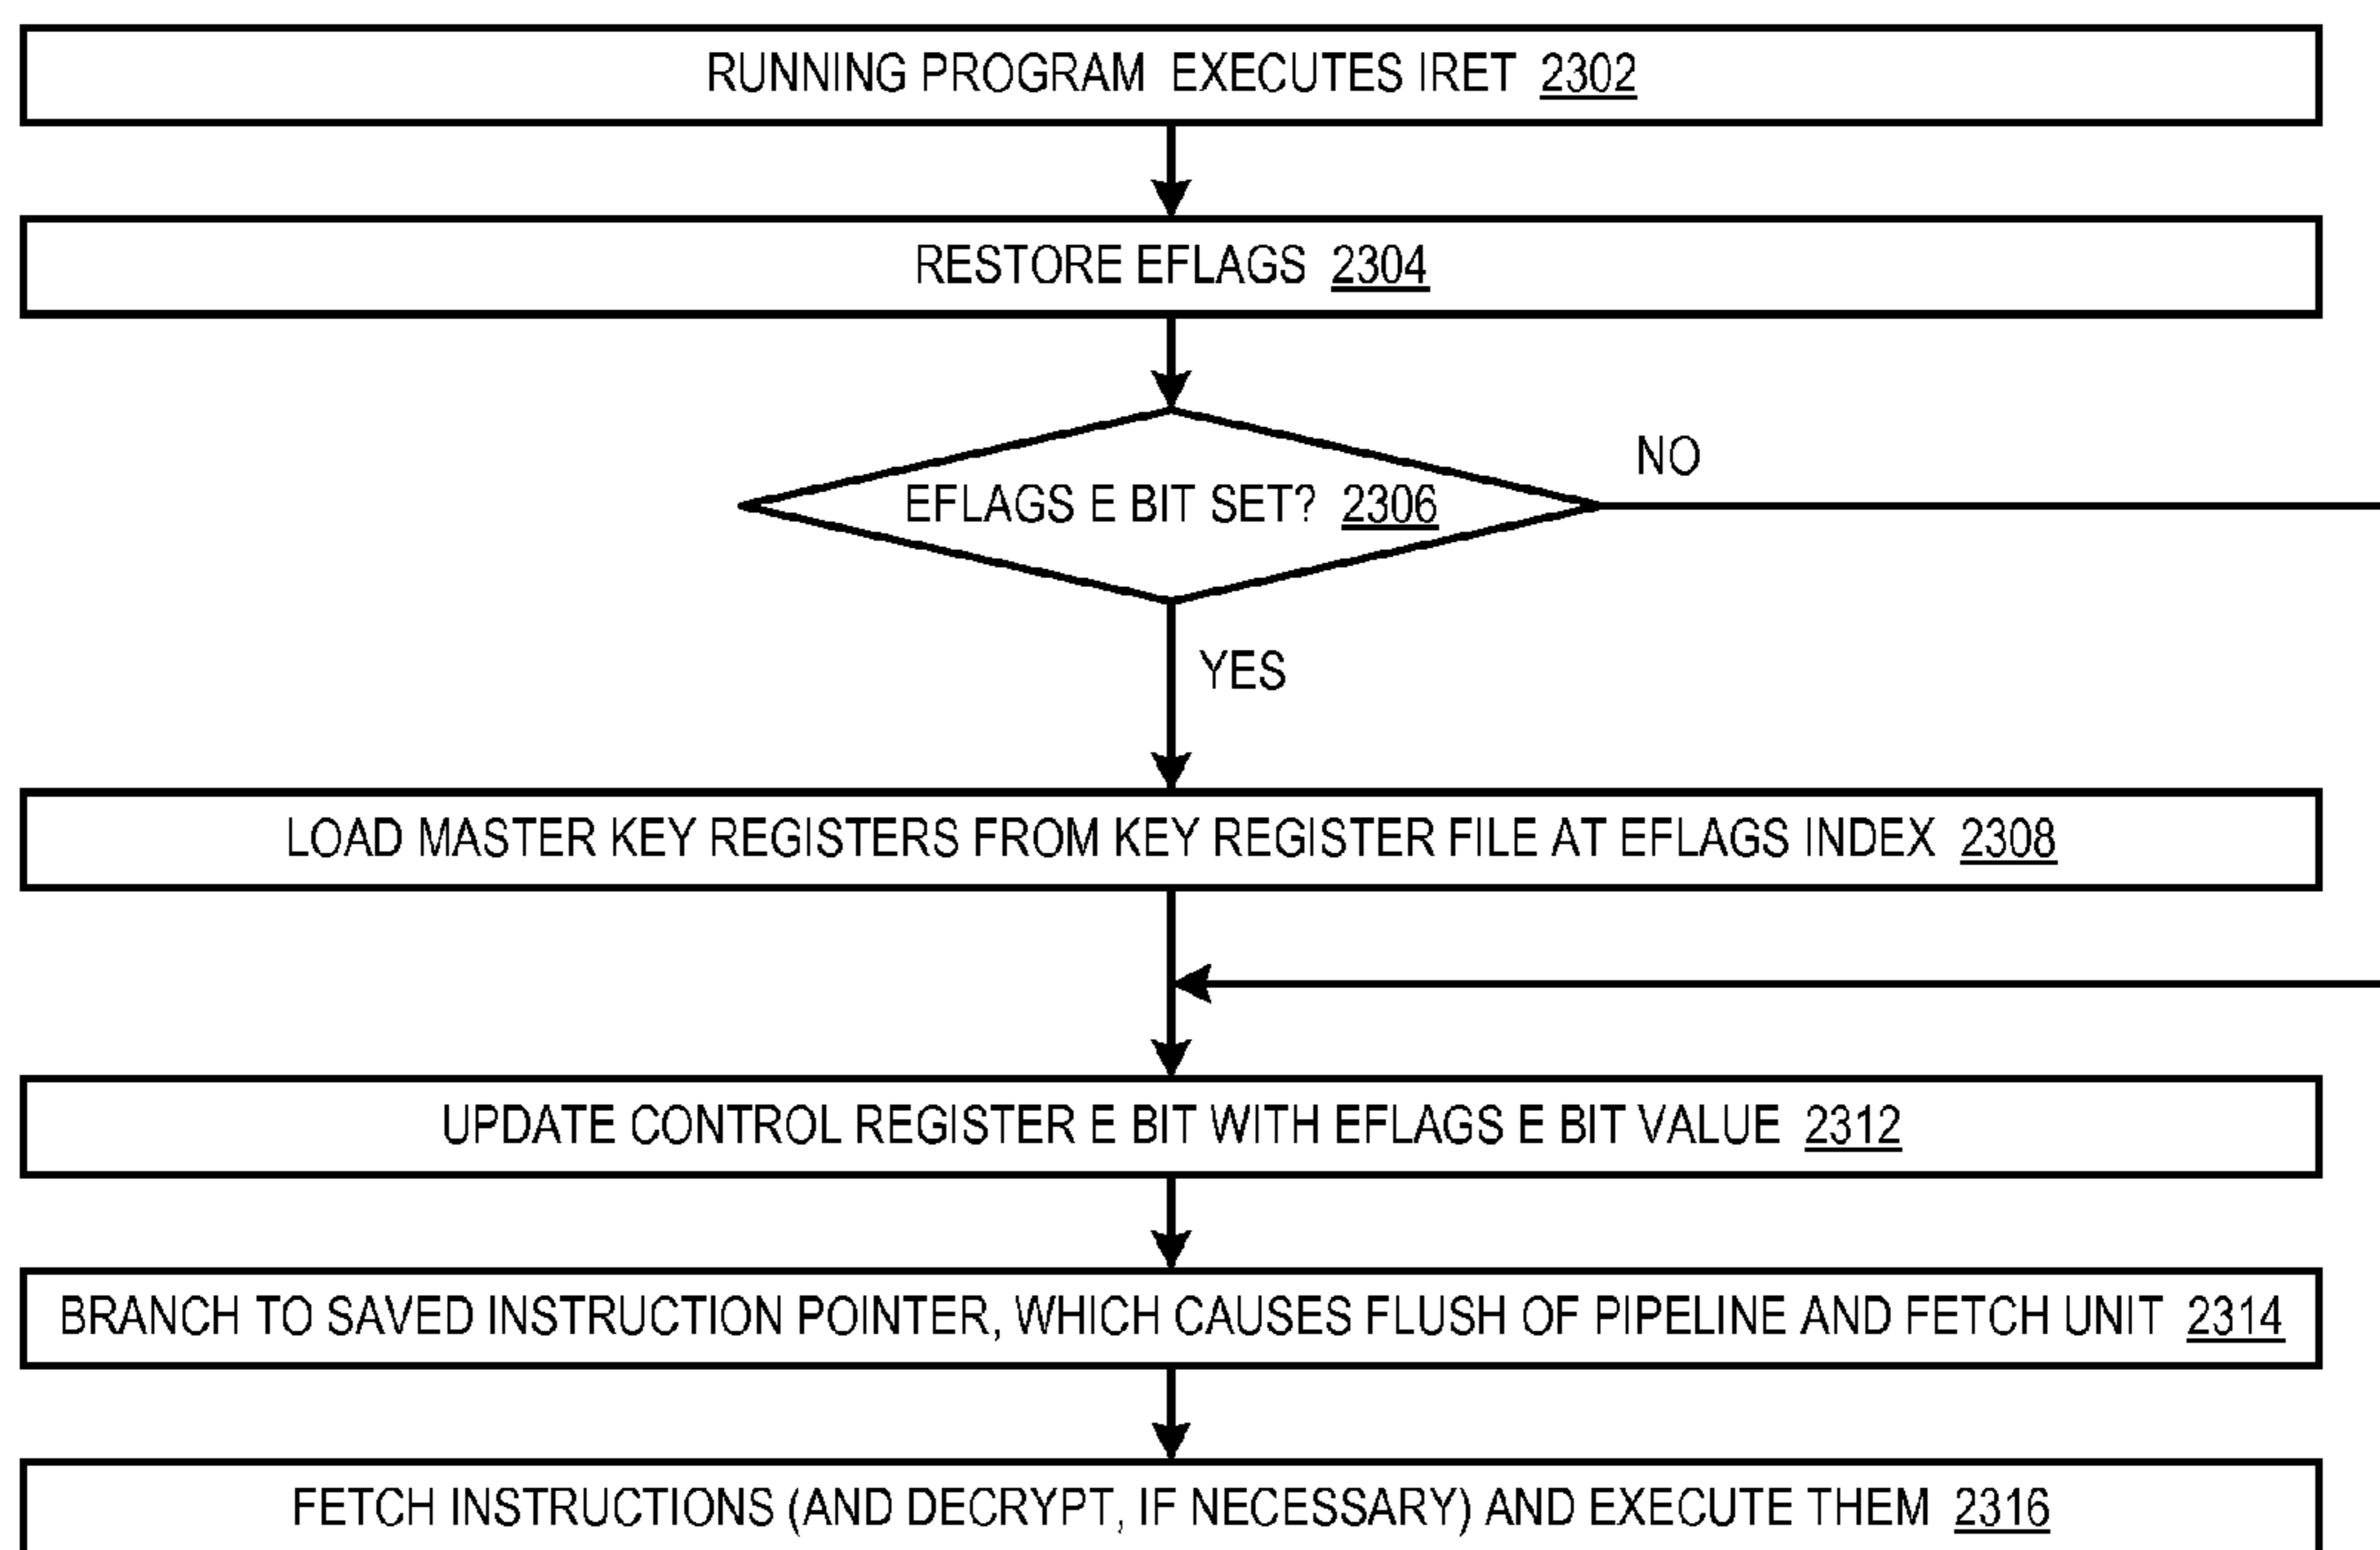 RUNNING PROGRAM EXECUTES IRET 2302
RESTORE EFLAGS 2304
NO
EFLAGS E BIT SET? 2306
YES
LOAD MASTER KEY REGISTERS FROM KEY REGISTER FILE AT EFLAGS INDEX 2308
UPDATE CONTROL REGISTER E BIT WITH EFLAGS E BIT VALUE 2312
BRANCH TO SAVED INSTRUCTION POINTER, WHICH CAUSES FLUSH OF PIPELINE AND FETCH UNIT 2314
FETCH INSTRUCTIONS (AND DECRYPT, IF NECESSARY) AND EXECUTE THEM 2316